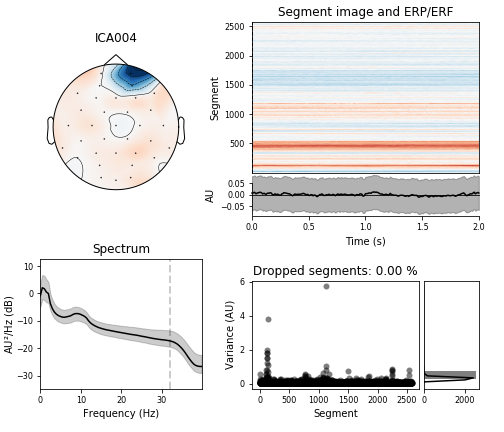 ICA004
Segment image and ERP/ERF
Segment
2500
2000
1500
1000
500
AU
0.05
0.00
−0.05
0.0 0.5 1.0 1.5 2.0
Time (s)
Spectrum
AU²/Hz (dB)
10
0
−10
−20
−30
0 10 20 30
Frequency (Hz)
Dropped segments: 0.00 %
Variance (AU)
6
4
2
0
0 500 1000 1500 2000 2500
Segment
0 2000